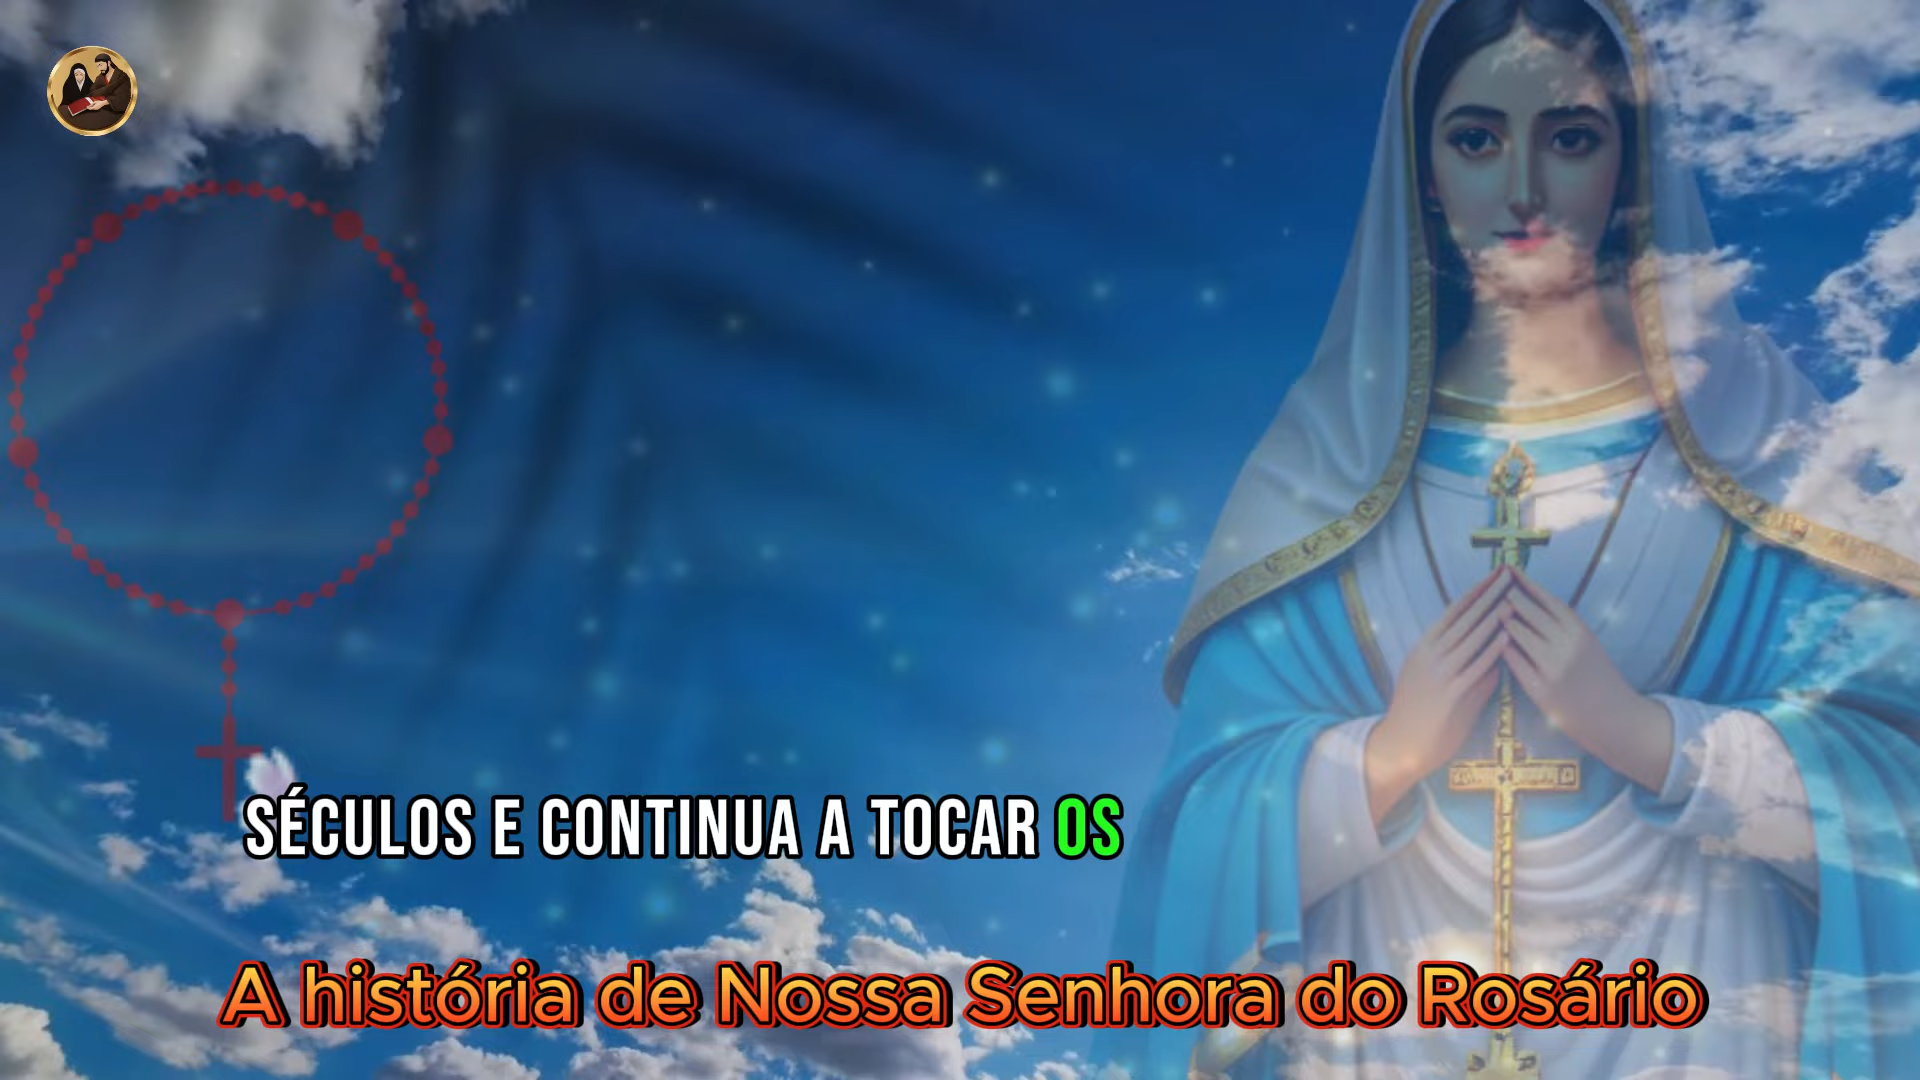 SÉCULOS E CONTINUA A TOCAR OS
A história de Nossa Senhora do Rosário